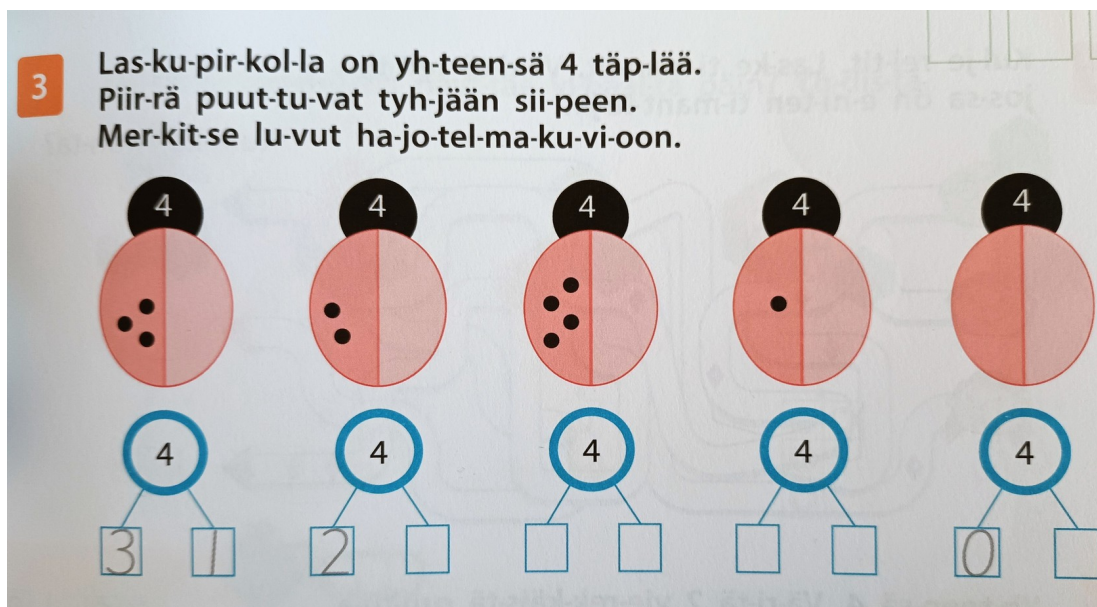 3
Las-ku-pir-kol-la on yh-teen-sä 4 täp-lää.
Piir-rä puut-tu-vat tyh-jään sii-peen.
Mer-kit-se lu-vut ha-jo-tel-ma-ku-vi-oon.
4 4 4 4 4
4 4 4 4 4
3 1 2 0